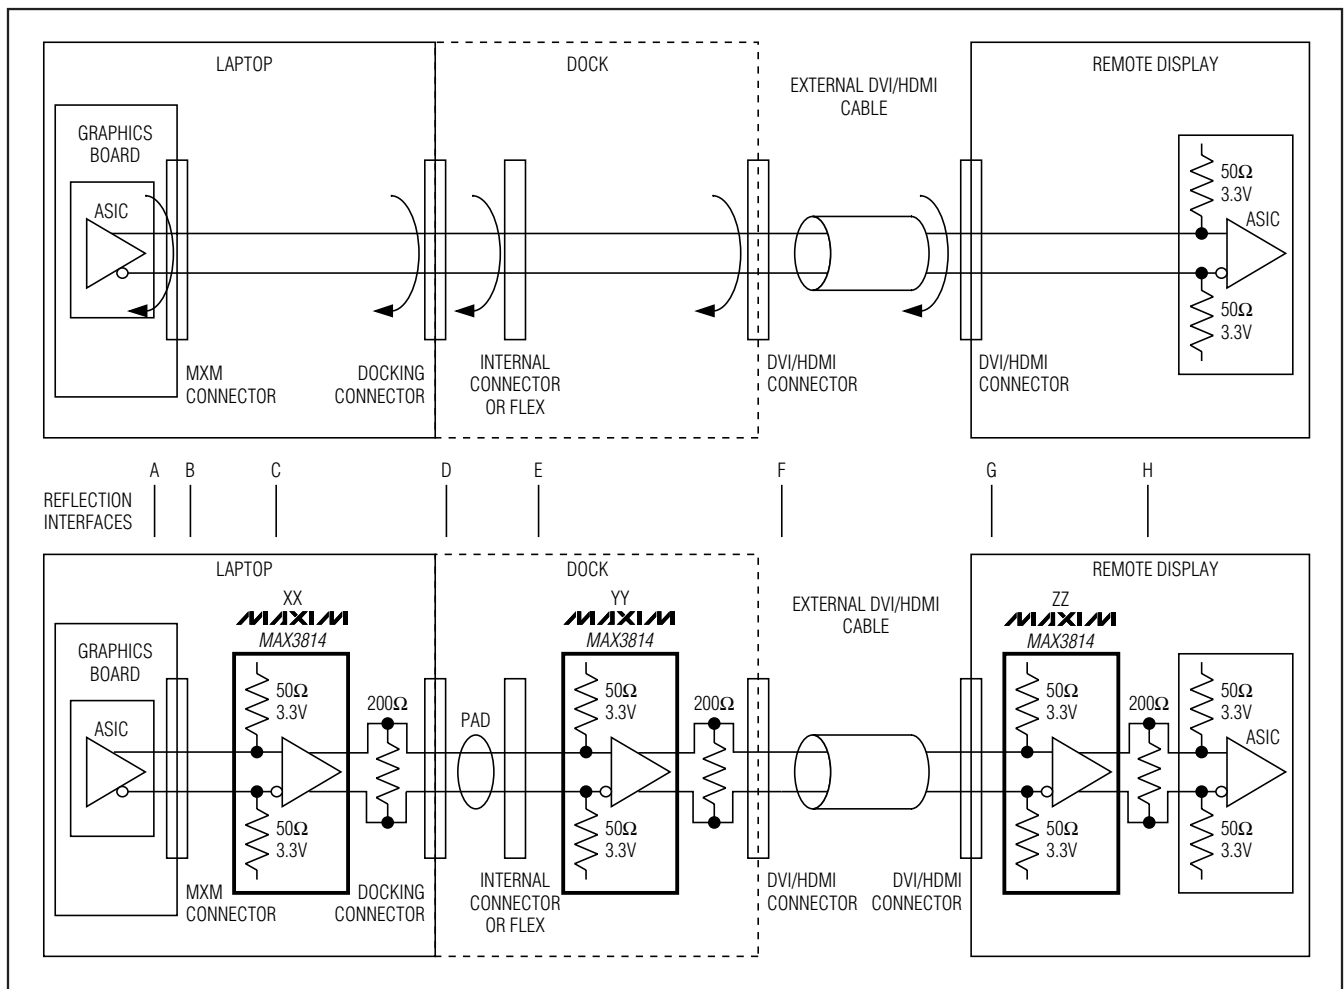 LAPTOP
DOCK
EXTERNAL DVI/HDMI
CABLE
REMOTE DISPLAY
GRAPHICS
BOARD
ASIC
50Ω
3.3V
ASIC
50Ω
3.3V
MXM
CONNECTOR
DOCKING
CONNECTOR
INTERNAL
CONNECTOR
OR FLEX
DVI/HDMI
CONNECTOR
DVI/HDMI
CONNECTOR
REFLECTION
INTERFACES
A
B
C
D
E
F
G
H
LAPTOP
DOCK
EXTERNAL DVI/HDMI
CABLE
REMOTE DISPLAY
GRAPHICS
BOARD
ASIC
XX
MAXIM
MAX3814
50Ω
3.3V
50Ω
3.3V
200Ω
PAD
YY
MAXIM
MAX3814
50Ω
3.3V
50Ω
3.3V
200Ω
ZZ
MAXIM
MAX3814
50Ω
3.3V
50Ω
3.3V
200Ω
50Ω
3.3V
ASIC
50Ω
3.3V
MXM
CONNECTOR
DOCKING
CONNECTOR
INTERNAL
CONNECTOR
OR FLEX
DVI/HDMI
CONNECTOR
DVI/HDMI
CONNECTOR